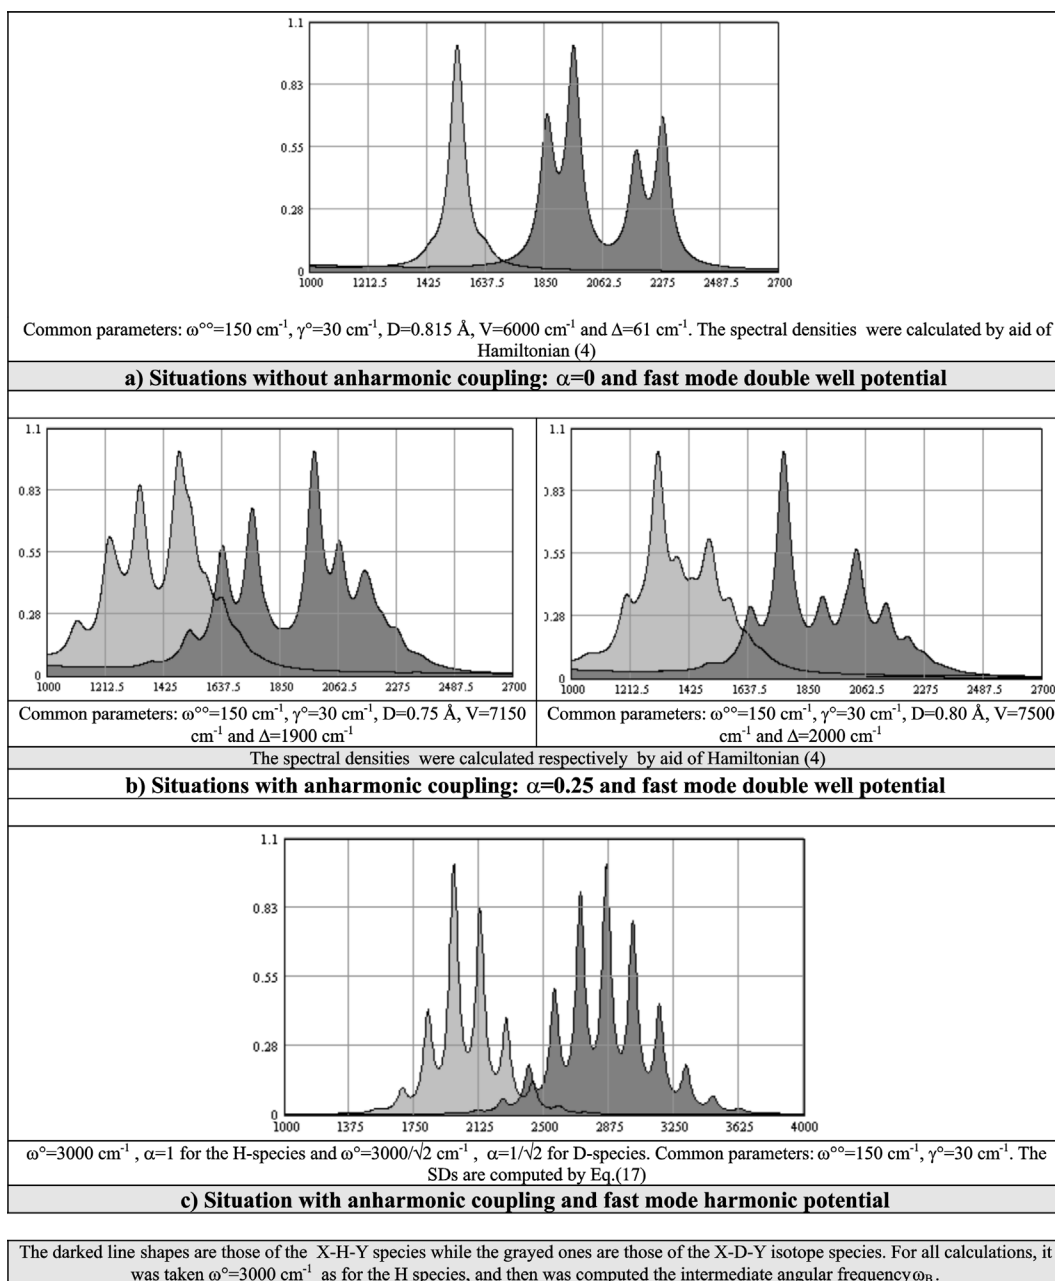 1.1
0.83
0.55
0.28
0
1000 1212.5 1425 1637.5 1850 2062.5 2275 2487.5 2700
Common parameters: ω°°=150 cm⁻¹, γ°=30 cm⁻¹, D=0.815 Å, V=6000 cm⁻¹ and Δ=61 cm⁻¹. The spectral densities were calculated by aid of
Hamiltonian (4)
a) Situations without anharmonic coupling: α=0 and fast mode double well potential
1.1
0.83
0.55
0.28
0
1000 1212.5 1425 1637.5 1850 2062.5 2275 2487.5 2700
1.1
0.83
0.55
0.28
0
1000 1212.5 1425 1637.5 1850 2062.5 2275 2487.5 2700
Common parameters: ω°°=150 cm⁻¹, γ°=30 cm⁻¹, D=0.75 Å, V=7150
cm⁻¹ and Δ=1900 cm⁻¹
Common parameters: ω°°=150 cm⁻¹, γ°=30 cm⁻¹, D=0.80 Å, V=7500
cm⁻¹ and Δ=2000 cm⁻¹
The spectral densities were calculated respectively by aid of Hamiltonian (4)
b) Situations with anharmonic coupling: α=0.25 and fast mode double well potential
1.1
0.83
0.55
0.28
0
1000 1375 1750 2125 2500 2875 3250 3625 4000
ω°=3000 cm⁻¹ , α=1 for the H-species and ω°=3000/√2 cm⁻¹ , α=1/√2 for D-species. Common parameters: ω°°=150 cm⁻¹, γ°=30 cm⁻¹. The
SDs are computed by Eq.(17)
c) Situation with anharmonic coupling and fast mode harmonic potential
The darked line shapes are those of the X-H-Y species while the grayed ones are those of the X-D-Y isotope species. For all calculations, it
was taken ω°=3000 cm⁻¹ as for the H species, and then was computed the intermediate angular frequency ω_B.